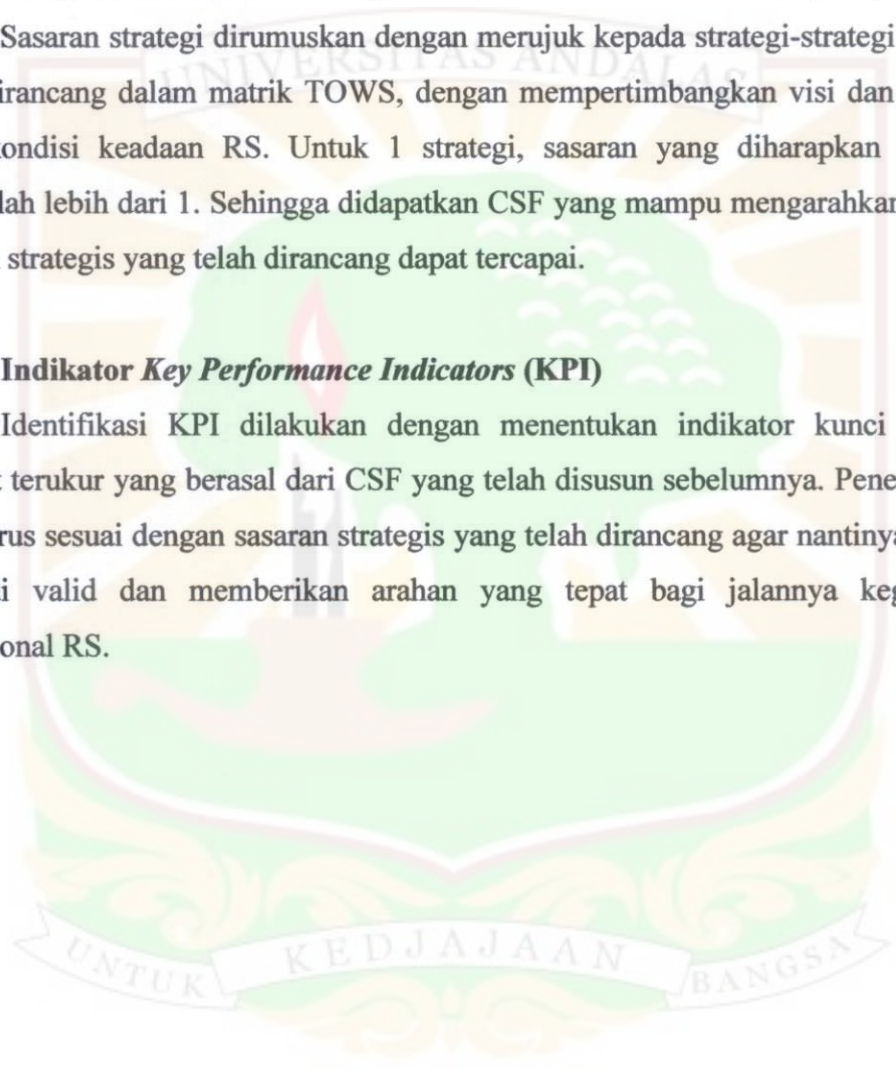 Sasaran strategi dirumuskan dengan merujuk kepada strategi-strategi
UNIVERSITAS ANDALAS
irancang dalam matrik TOWS, dengan mempertimbangkan visi dan
ondisi keadaan RS. Untuk 1 strategi, sasaran yang diharapkan
lah lebih dari 1. Sehingga didapatkan CSF yang mampu mengarahkan
strategis yang telah dirancang dapat tercapai.
Indikator Key Performance Indicators (KPI)
Identifikasi KPI dilakukan dengan menentukan indikator kunci
terukur yang berasal dari CSF yang telah disusun sebelumnya. Pene
rus sesuai dengan sasaran strategis yang telah dirancang agar nantinya
i valid dan memberikan arahan yang tepat bagi jalannya keg
onal RS.
UNTUK KEDJAJAAN BANGSA